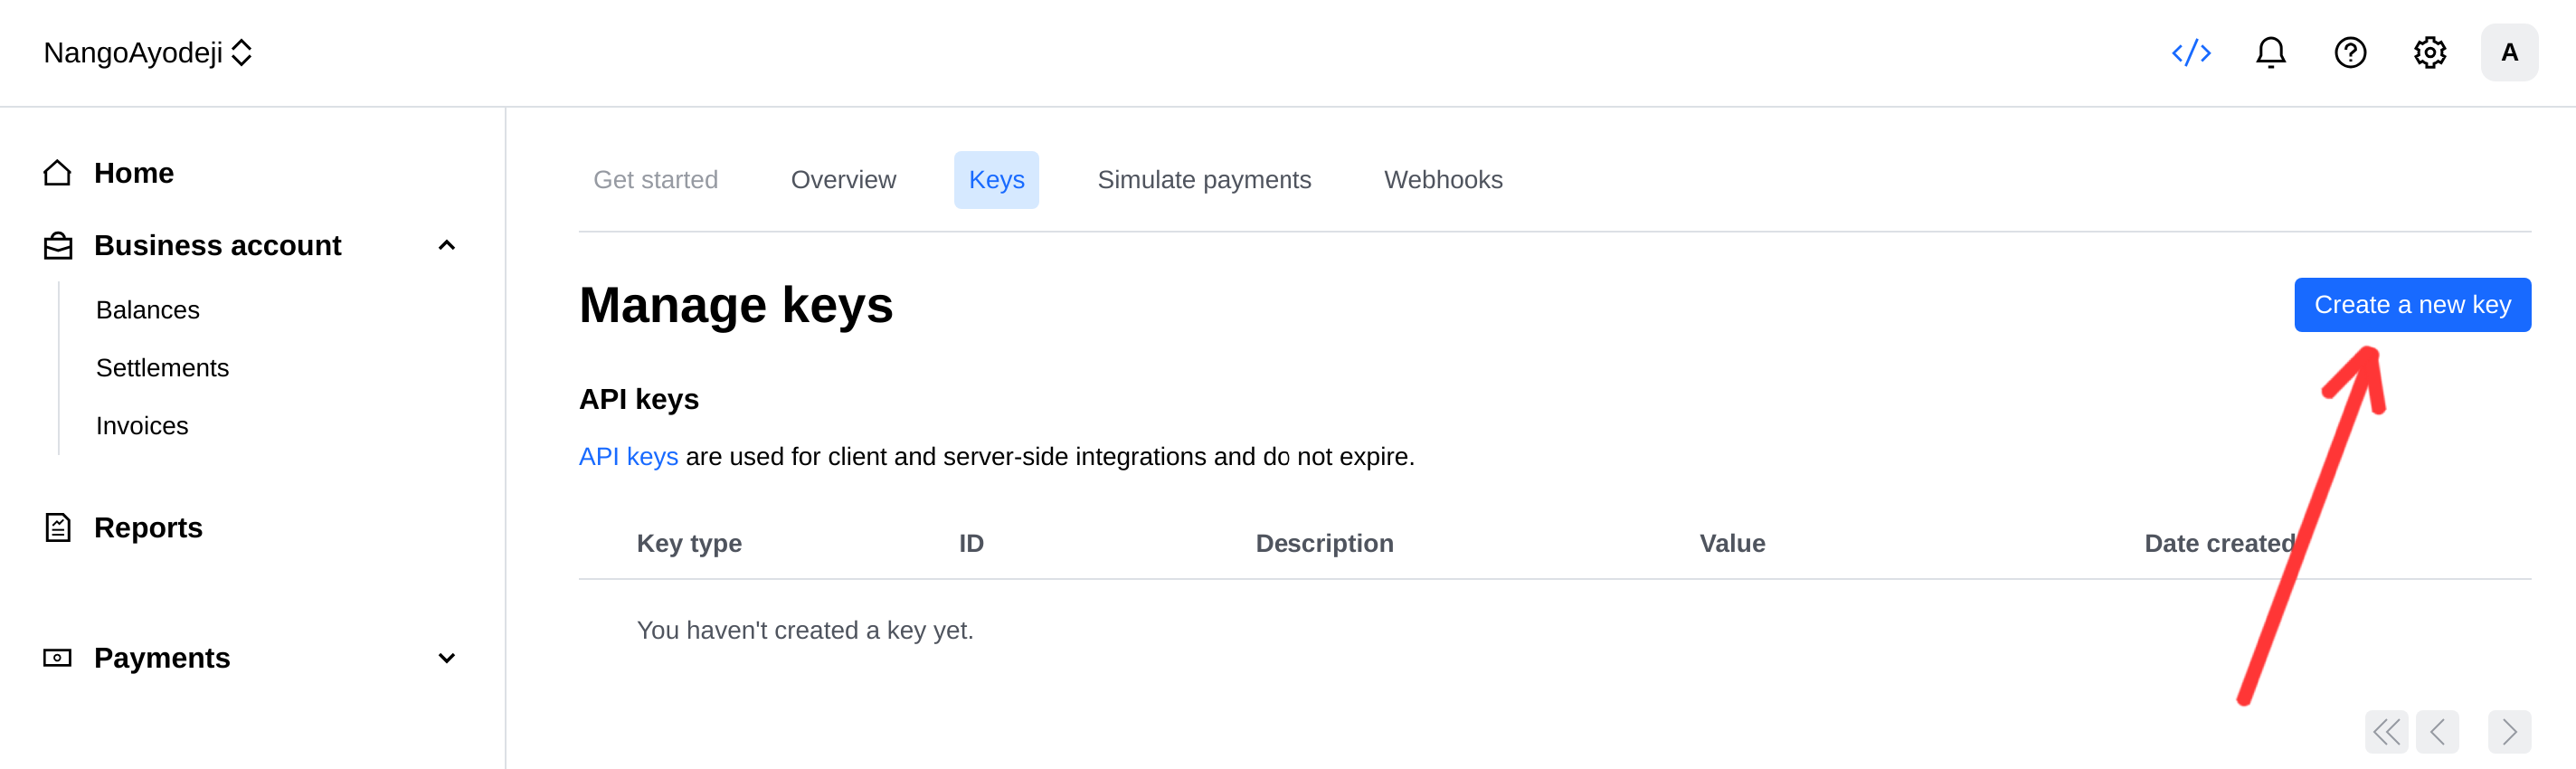 NangoAyodeji
A
Home
Business account
Balances
Settlements
Invoices
Reports
Payments
Get started Overview Keys Simulate payments Webhooks
Manage keys
Create a new key
API keys
API keys are used for client and server-side integrations and do not expire.
Key type ID Description Value Date created
You haven't created a key yet.